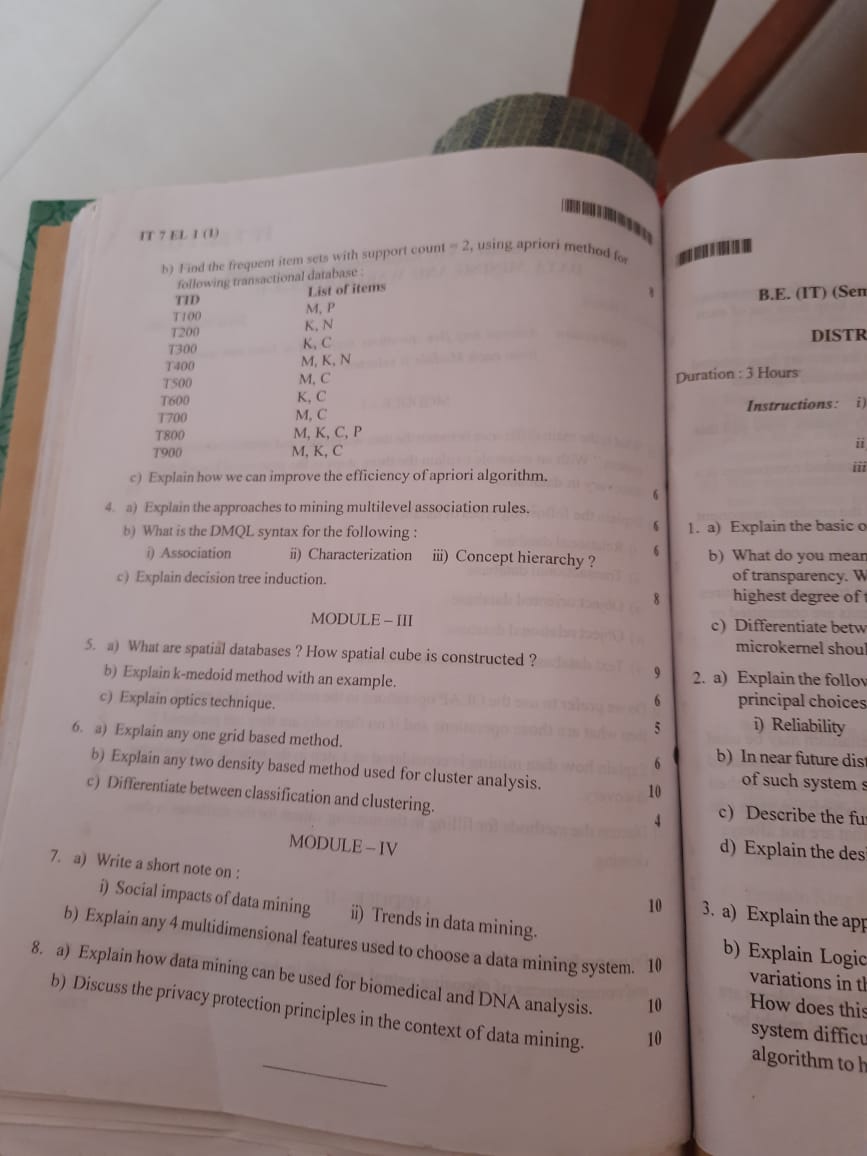 IT 7 EL 1 (1)
b) Find the frequent item sets with support count = 2, using apriori method for
following transactional database : 8
TID List of items
T100 M, P
T200 K, N
T300 K, C
T400 M, K, N
T500 M, C
T600 K, C
T700 M, C
T800 M, K, C, P
T900 M, K, C
c) Explain how we can improve the efficiency of apriori algorithm. 6
4. a) Explain the approaches to mining multilevel association rules. 6
b) What is the DMQL syntax for the following : 6
i) Association ii) Characterization iii) Concept hierarchy ?
c) Explain decision tree induction. 8
MODULE – III
5. a) What are spatial databases ? How spatial cube is constructed ? 9
b) Explain k-medoid method with an example. 6
c) Explain optics technique. 5
6. a) Explain any one grid based method. 6
b) Explain any two density based method used for cluster analysis. 10
c) Differentiate between classification and clustering. 4
MODULE – IV
7. a) Write a short note on :
i) Social impacts of data mining ii) Trends in data mining. 10
b) Explain any 4 multidimensional features used to choose a data mining system. 10
8. a) Explain how data mining can be used for biomedical and DNA analysis. 10
b) Discuss the privacy protection principles in the context of data mining. 10
B.E. (IT) (Sem
DISTR
Duration : 3 Hours
Instructions : i)
ii
iii
1. a) Explain the basic o
b) What do you mean
of transparency. W
highest degree of t
c) Differentiate betw
microkernel shoul
2. a) Explain the follow
principal choices
i) Reliability
b) In near future dist
of such system s
c) Describe the fu
d) Explain the des
3. a) Explain the app
b) Explain Logic
variations in th
How does this
system difficu
algorithm to h